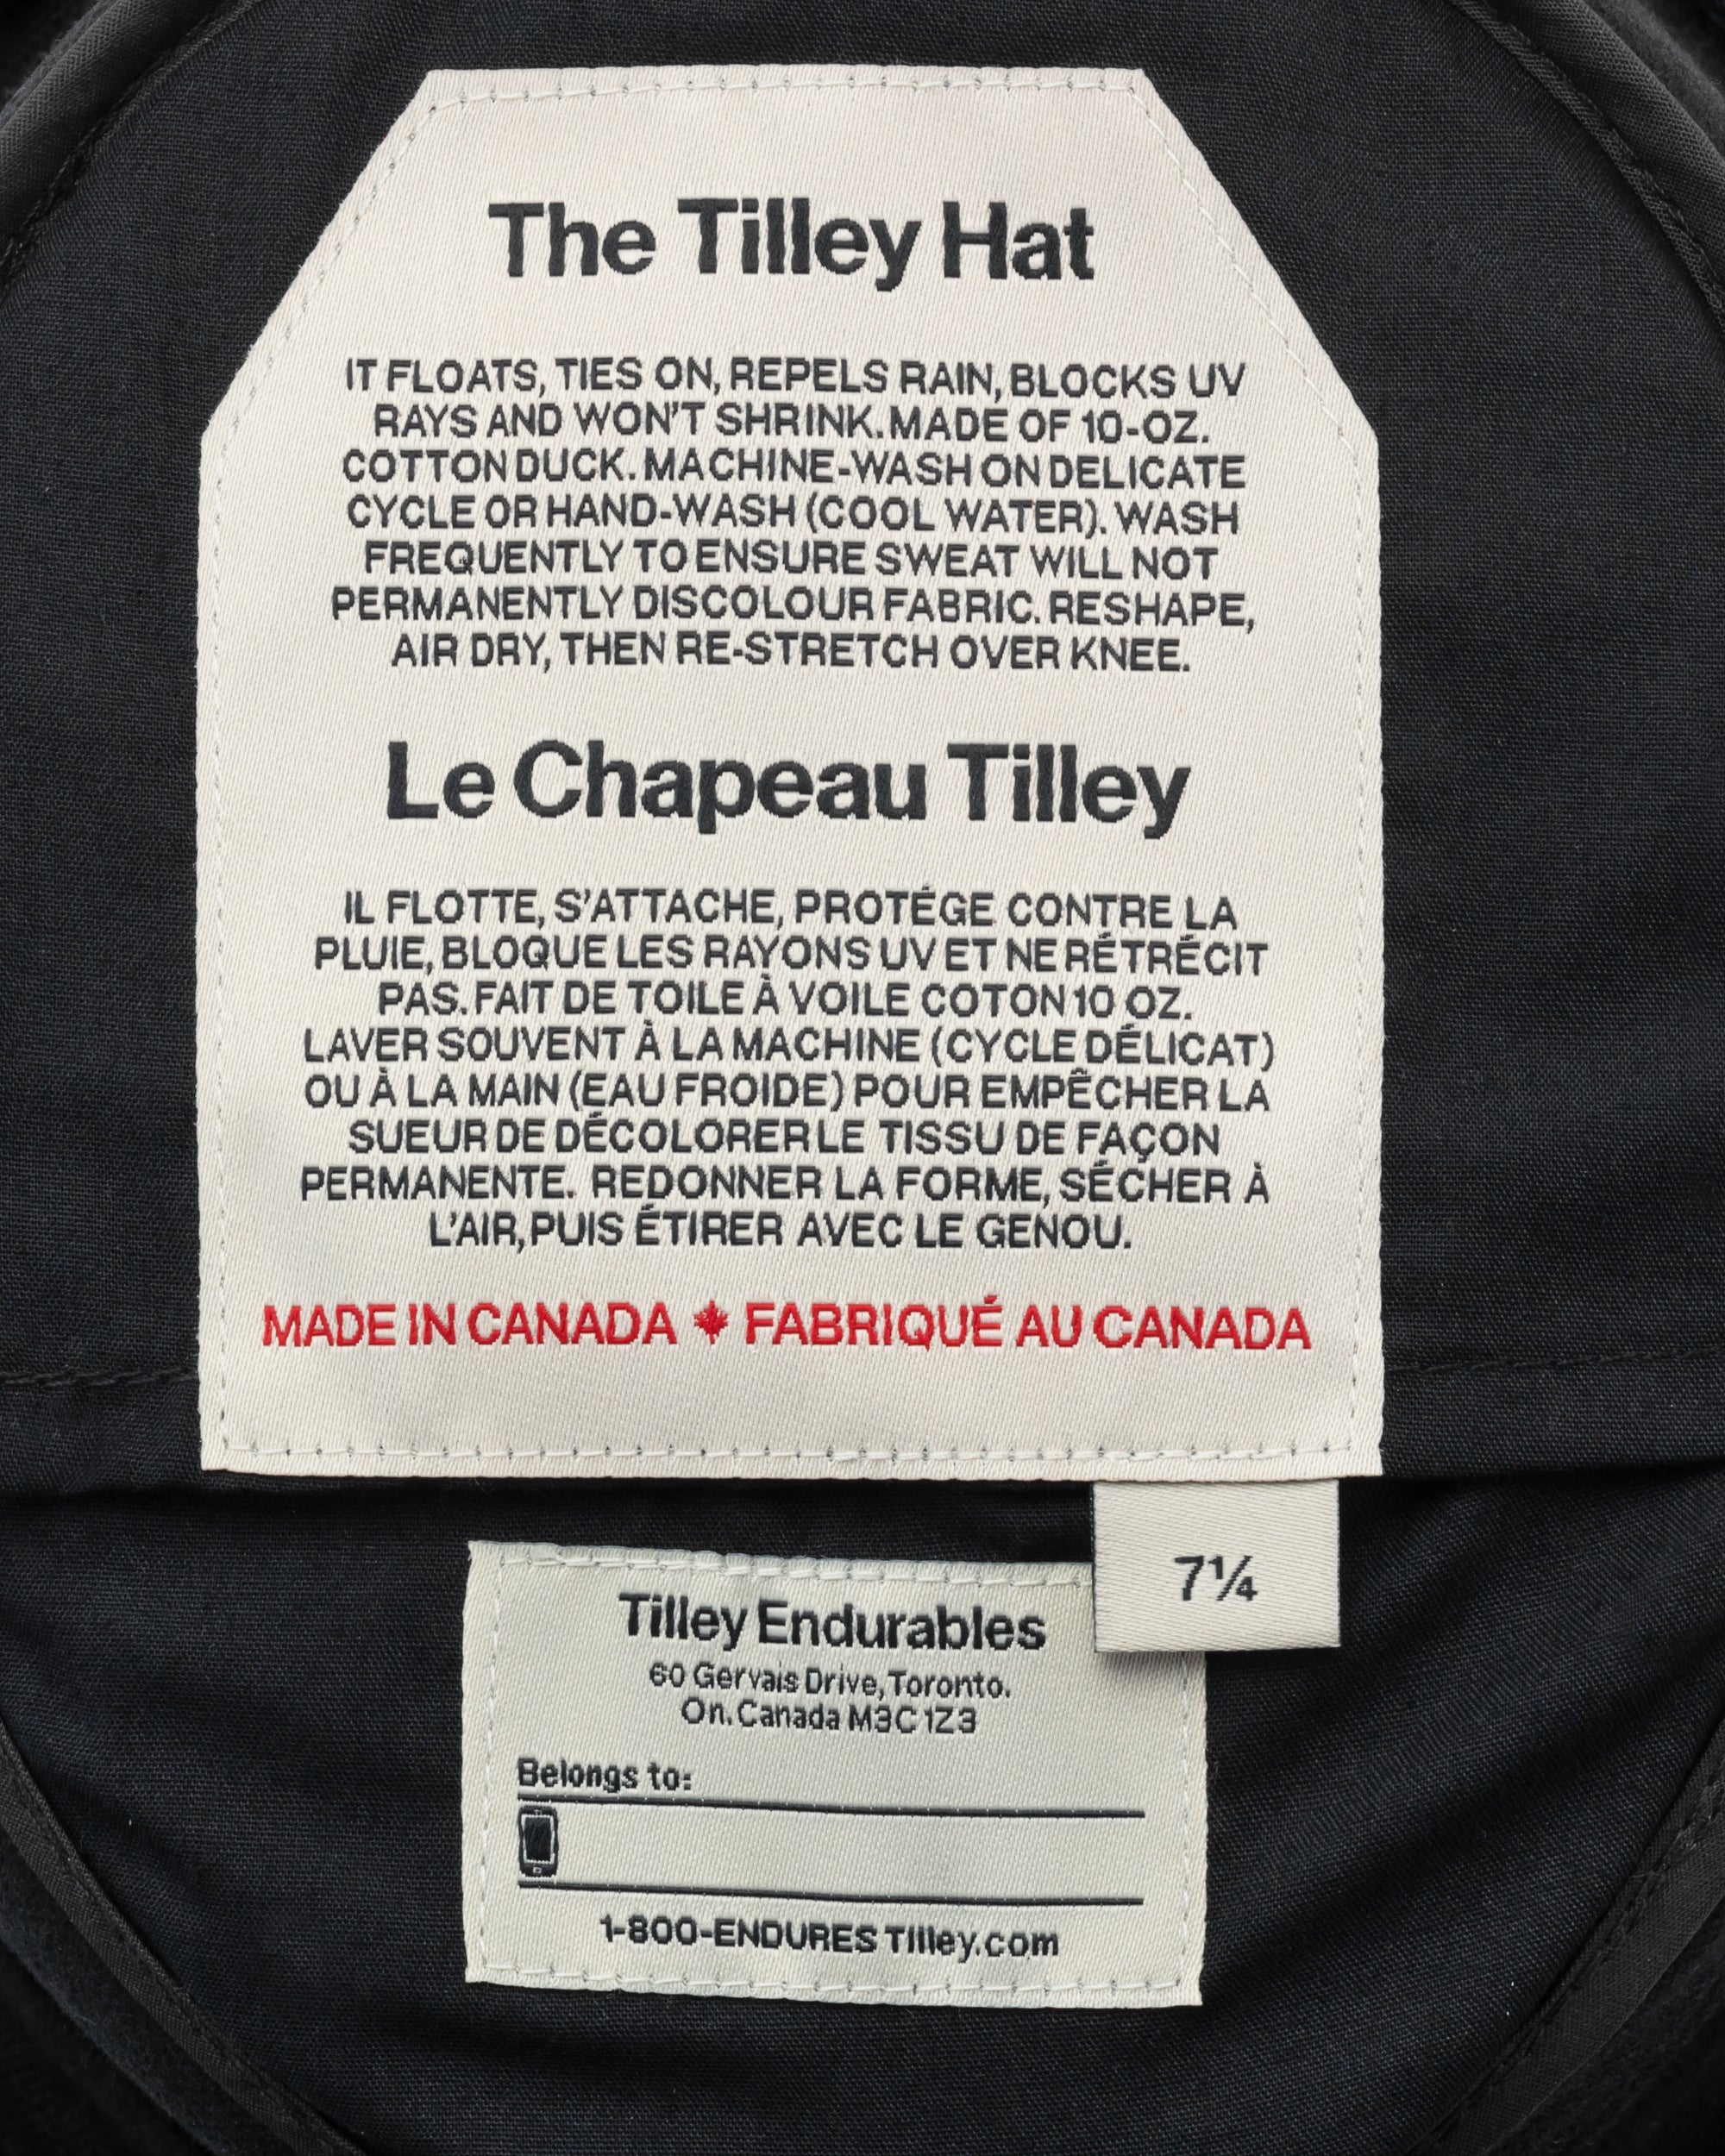 The Tilley Hat
IT FLOATS, TIES ON, REPELS RAIN, BLOCKS UV
RAYS AND WON'T SHRINK. MADE OF 10-OZ.
COTTON DUCK. MACHINE-WASH ON DELICATE
CYCLE OR HAND-WASH (COOL WATER). WASH
FREQUENTLY TO ENSURE SWEAT WILL NOT
PERMANENTLY DISCOLOUR FABRIC. RESHAPE,
AIR DRY, THEN RE-STRETCH OVER KNEE.
Le Chapeau Tilley
IL FLOTTE, S'ATTACHE, PROTÉGE CONTRE LA
PLUIE, BLOQUE LES RAYONS UV ET NE RÉTRÉCIT
PAS. FAIT DE TOILE À VOILE COTON 10 OZ.
LAVER SOUVENT À LA MACHINE (CYCLE DÉLICAT)
OU À LA MAIN (EAU FROIDE) POUR EMPÊCHER LA
SUEUR DE DÉCOLORER LE TISSU DE FAÇON
PERMANENTE. REDONNER LA FORME, SÉCHER À
L'AIR, PUIS ÉTIRER AVEC LE GENOU.
MADE IN CANADA FABRIQUÉ AU CANADA
7¼
Tilley Endurables
60 Gervais Drive, Toronto.
On. Canada M3C 1Z3
Belongs to:
1-800-ENDURES Tilley.com